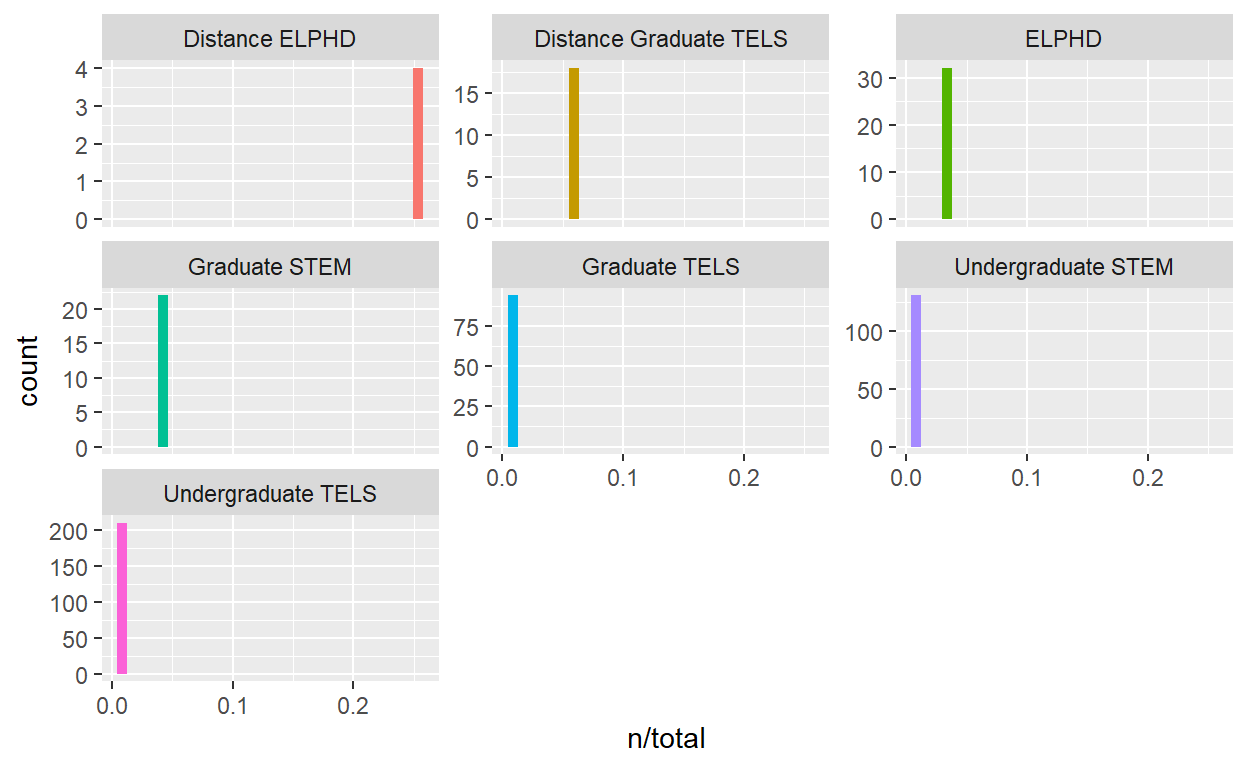 Distance ELPHD
Distance Graduate TELS
ELPHD
4
3
2
1
0
15
10
5
0
30
20
10
0
Graduate STEM
Graduate TELS
Undergraduate STEM
20
15
10
5
0
75
50
25
0
100
50
0
0.0 0.1 0.2
0.0 0.1 0.2
Undergraduate TELS
200
150
100
50
0
0.0 0.1 0.2
count
n/total